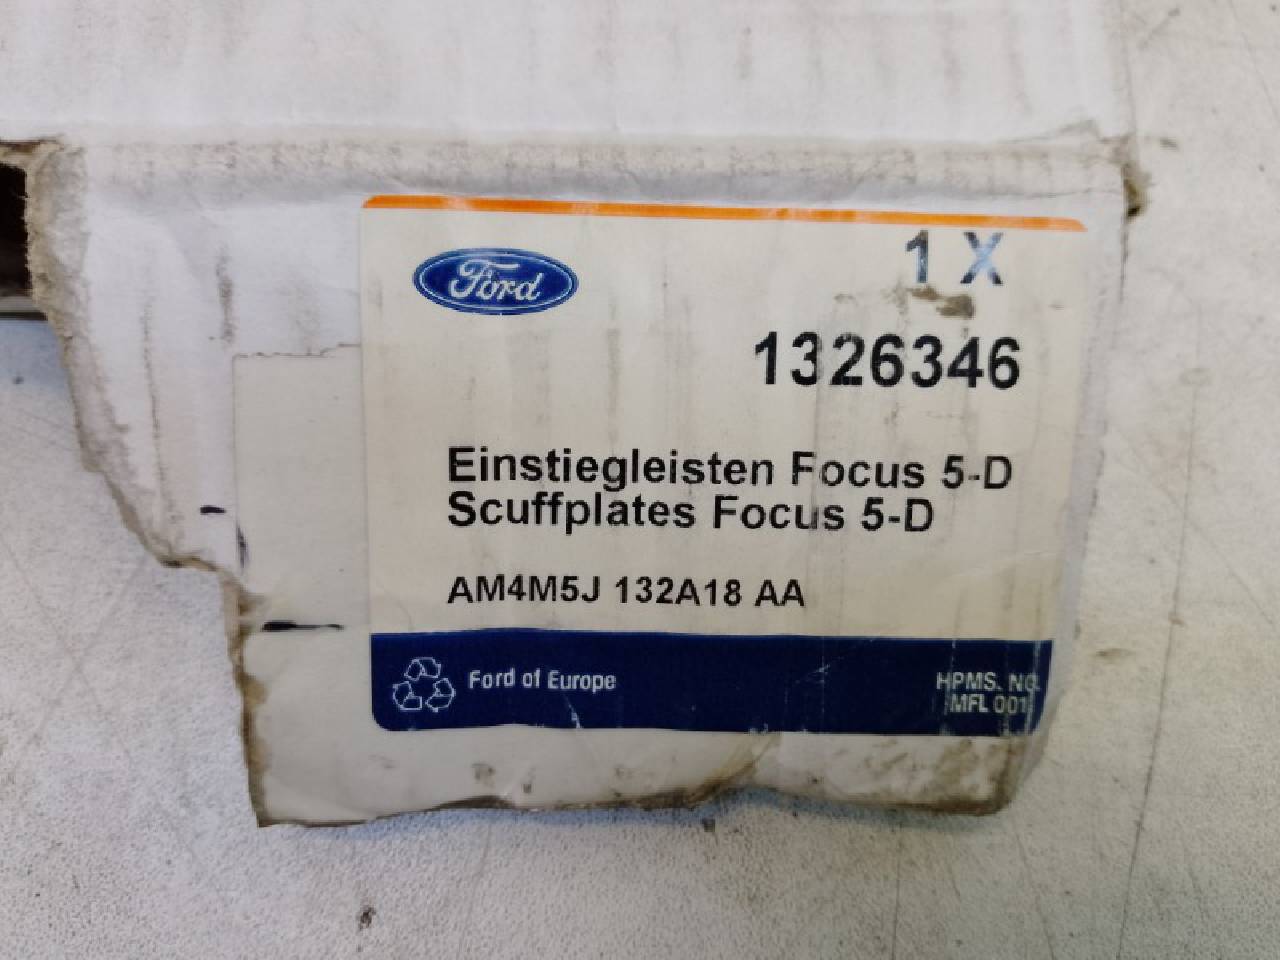 Ford
1 X
1326346
Einstiegleisten Focus 5-D
Scuffplates Focus 5-D
AM4M5J 132A18 AA
Ford of Europe
HPMS. NO.
MFL 001